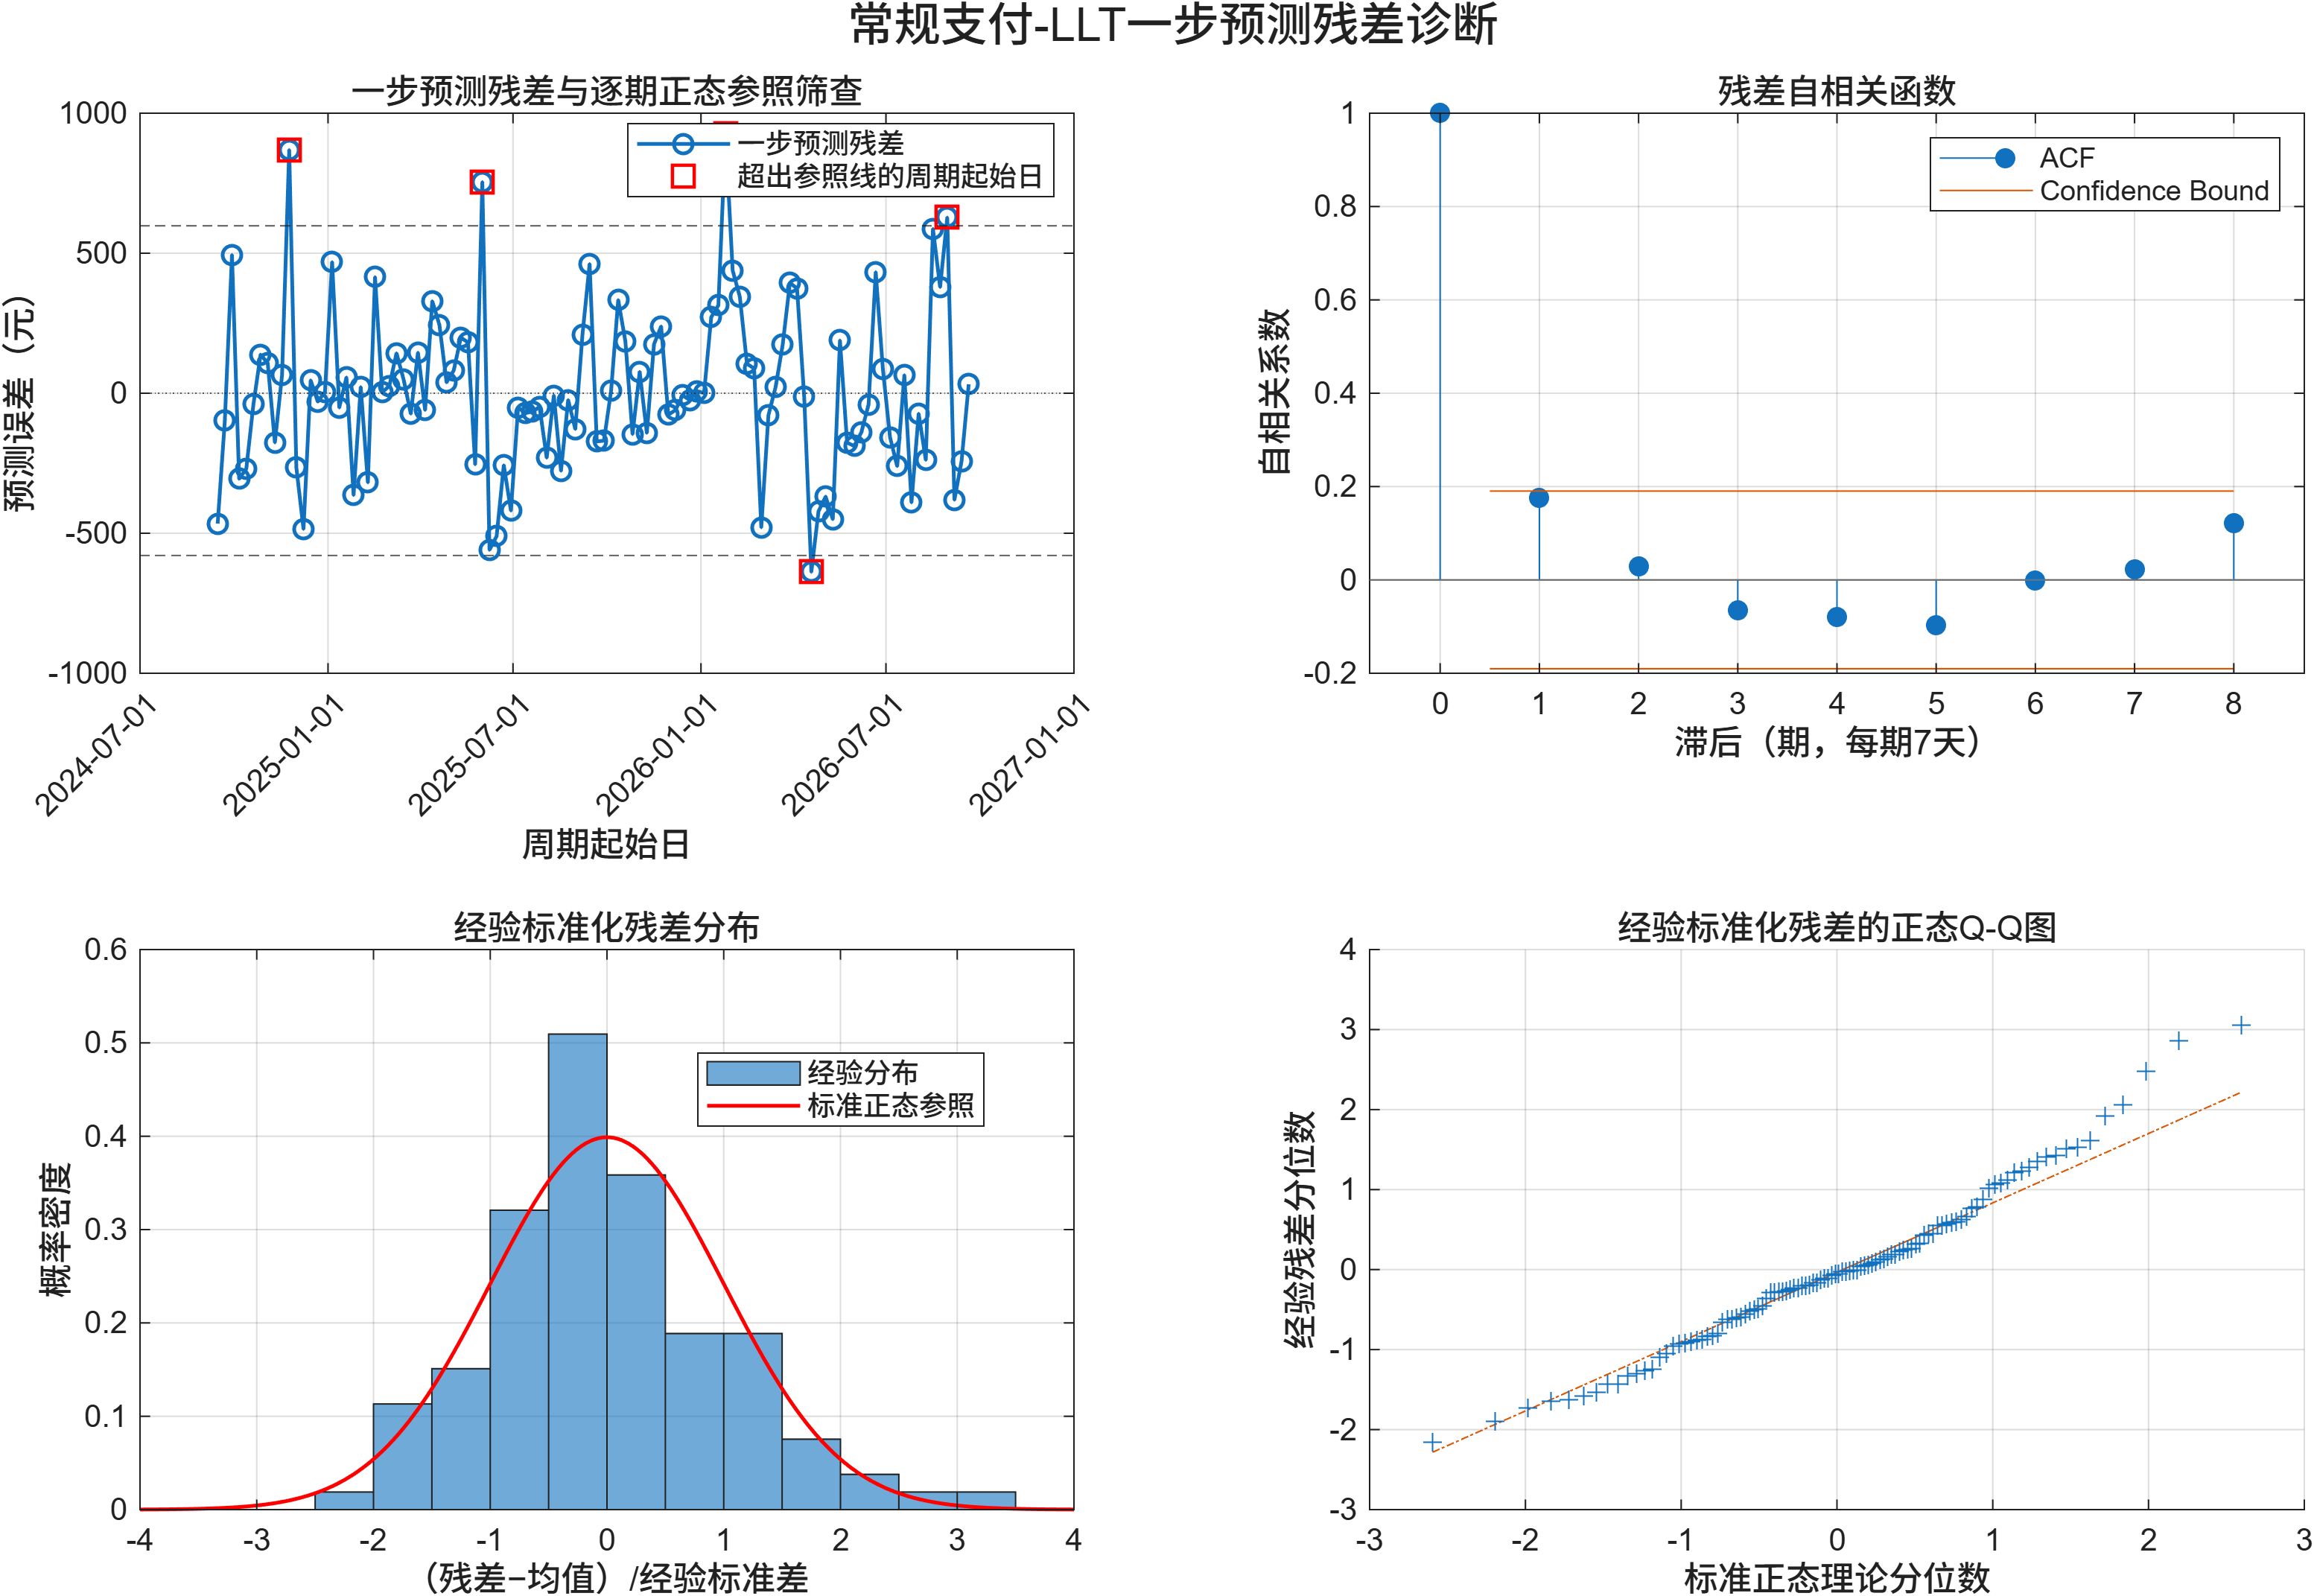 常规支付-LLT一步预测残差诊断
一步预测残差与逐期正态参照筛查
1000
500
0
-500
-1000
预测误差（元）
一步预测残差
超出参照线的周期起始日
2024-07-01
2025-01-01
2025-07-01
2026-01-01
2026-07-01
2027-01-01
周期起始日
残差自相关函数
1
0.8
0.6
0.4
0.2
0
-0.2
自相关系数
ACF
Confidence Bound
0 1 2 3 4 5 6 7 8
滞后（期，每期7天）
经验标准化残差分布
0.6
0.5
0.4
0.3
0.2
0.1
0
概率密度
经验分布
标准正态参照
-4 -3 -2 -1 0 1 2 3 4
（残差−均值）/经验标准差
经验标准化残差的正态Q-Q图
4
3
2
1
0
-1
-2
-3
经验残差分位数
-3 -2 -1 0 1 2 3
标准正态理论分位数